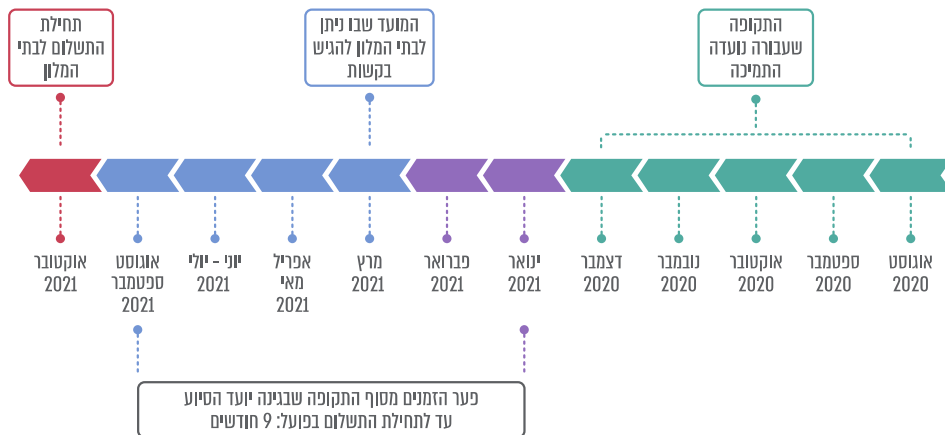 התקופה
שעבורה נועדה
התמיכה
המועד שבו ניתן
לבתי המלון להגיש
בקשות
תחילת
התשלום לבתי
המלון
אוגוסט
2020
ספטמבר
2020
אוקטובר
2020
נובמבר
2020
דצמבר
2020
ינואר
2021
פברואר
2021
מרץ
2021
אפריל
מאי
2021
יוני - יולי
2021
אוגוסט
ספטמבר
2021
אוקטובר
2021
פער הזמנים מסוף התקופה שבגינה יועד הסיוע
עד לתחילת התשלום בפועל: 9 חודשים